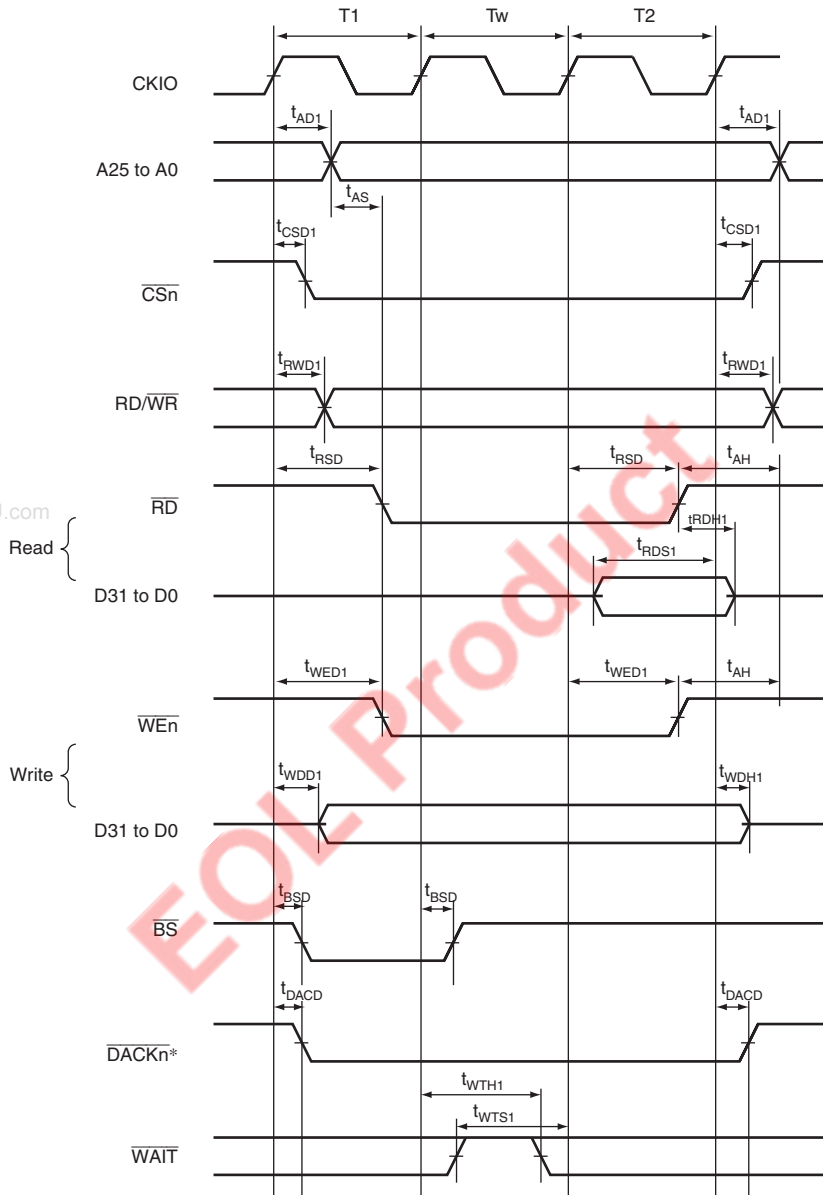 T1 Tw T2
CKIO
tAD1 tAD1
A25 to A0
tAS
tCSD1 tCSD1
CSn
tRWD1 tRWD1
RD/WR
tRSD tRSD tAH
RD
tRDH1
.com
Read
tRDS1
D31 to D0
tWED1 tWED1 tAH
WEn
Write
tWDD1 tWDH1
D31 to D0
tBSD tBSD
BS
tDACD tDACD
DACKn*
tWTH1
tWTS1
WAIT
EOL Product